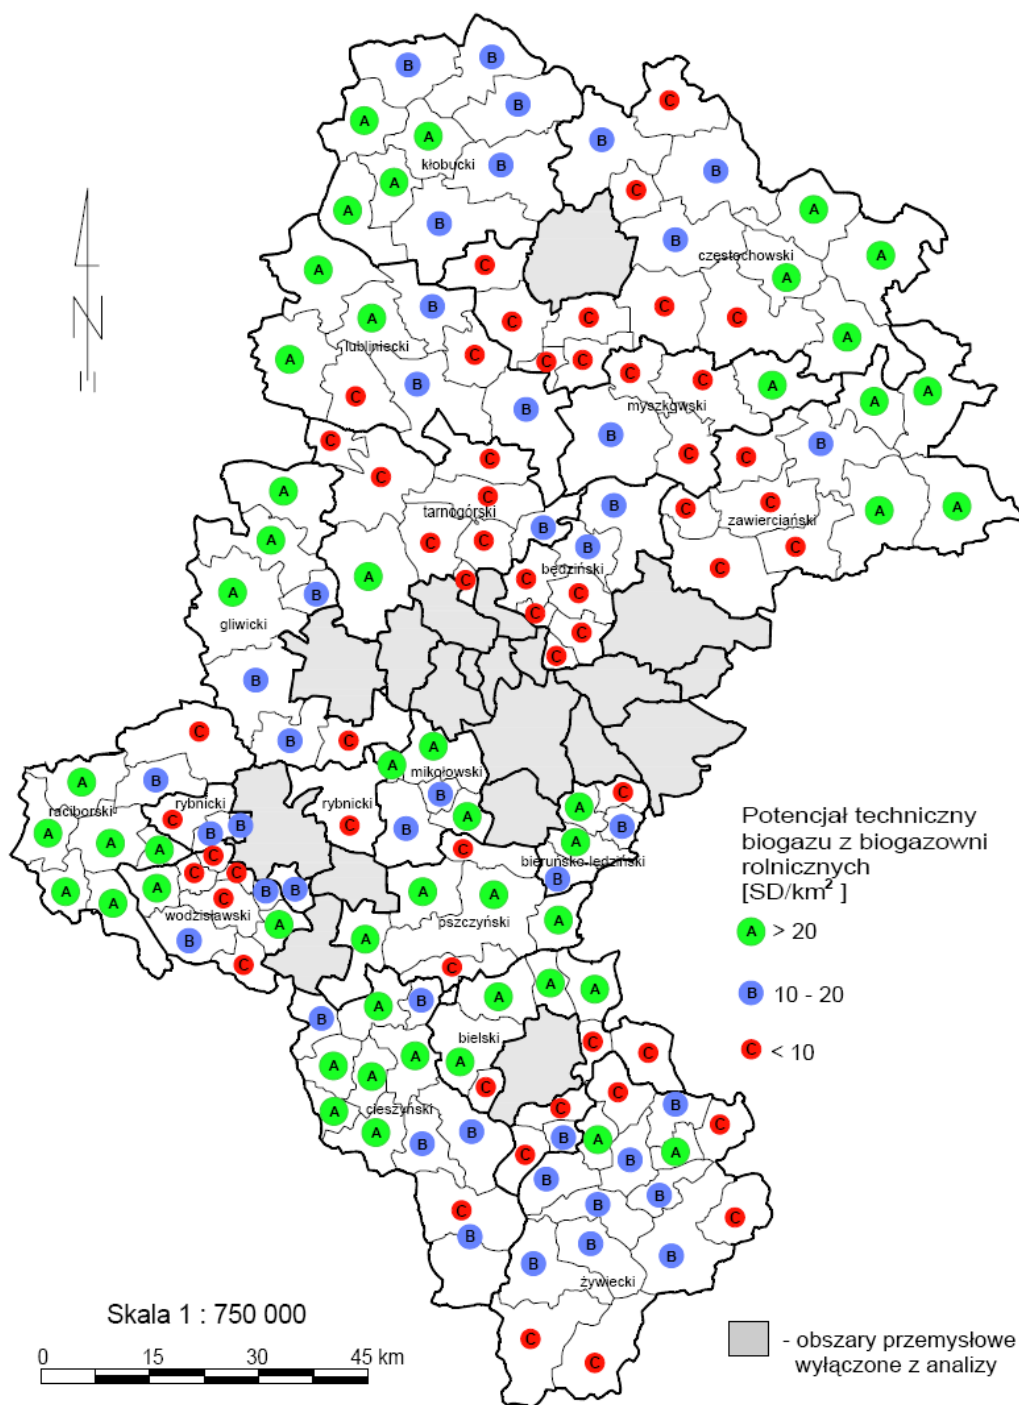 B
B
B
C
A
A
B
kłobucki
B
A
B
C
A
B
A
B
B
częstochowski
A
A
C
A
A
B
C
C
C
C
A
lubliniecki
A
C
C
C
A
C
B
C
C
myszkowski
A
A
A
C
B
B
B
C
C
C
C
C
A
C
tarnogórski
C
B
C
C
zawierciański
A
A
A
C
C
B
B
będziński
C
C
A
C
C
C
C
A
B
gliwicki
C
C
C
B
C
B
C
A
A
mikołowski
A
B
raciborski
rybnicki
rybnicki
B
C
A
C
B
A
A
C
B
B
C
B
A
B
A
A
C
C
bieruńsko-lędziński
C
C
B
A
A
A
C
B
B
A
A
pszczyński
wodzisławski
A
A
B
A
C
C
A
A
A
B
A
B
bielski
C
C
A
A
A
A
C
C
B
C
A
cieszyński
C
A
B
B
B
A
C
A
C
B
B
B
C
B
C
B
B
B
B
żywiecki
C
C
N
Potencjał techniczny
biogazu z biogazowni
rolniczych
[SD/km² ]
A > 20
B 10 - 20
C < 10
Skala 1 : 750 000
0 15 30 45 km
- obszary przemysłowe
wyłączone z analizy